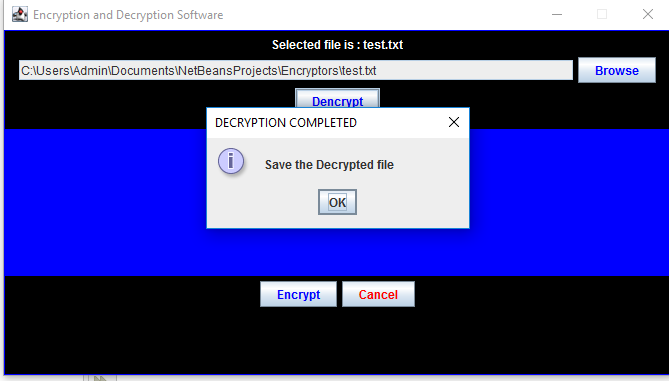 Encryption and Decryption Software
Selected file is : test.txt
C:\Users\Admin\Documents\NetBeansProjects\Encryptors\test.txt
Browse
Dencrypt
DECRYPTION COMPLETED
Save the Decrypted file
OK
Encrypt Cancel